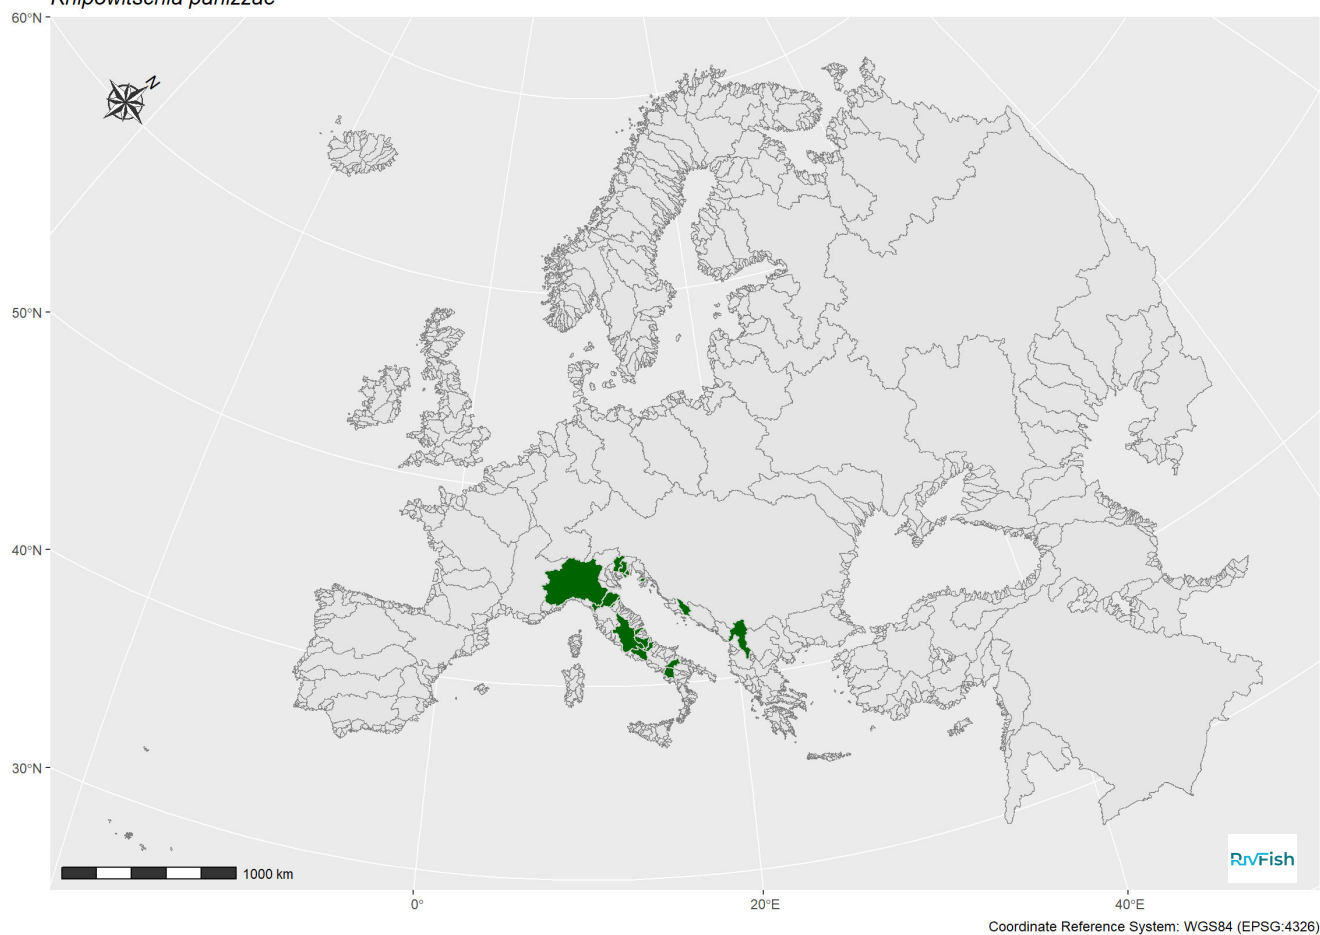 Knipowitschia panizzae
60°N
N
50°N
40°N
30°N
1000 km
RIVFish
0°
20°E
40°E
Coordinate Reference System: WGS84 (EPSG:4326)